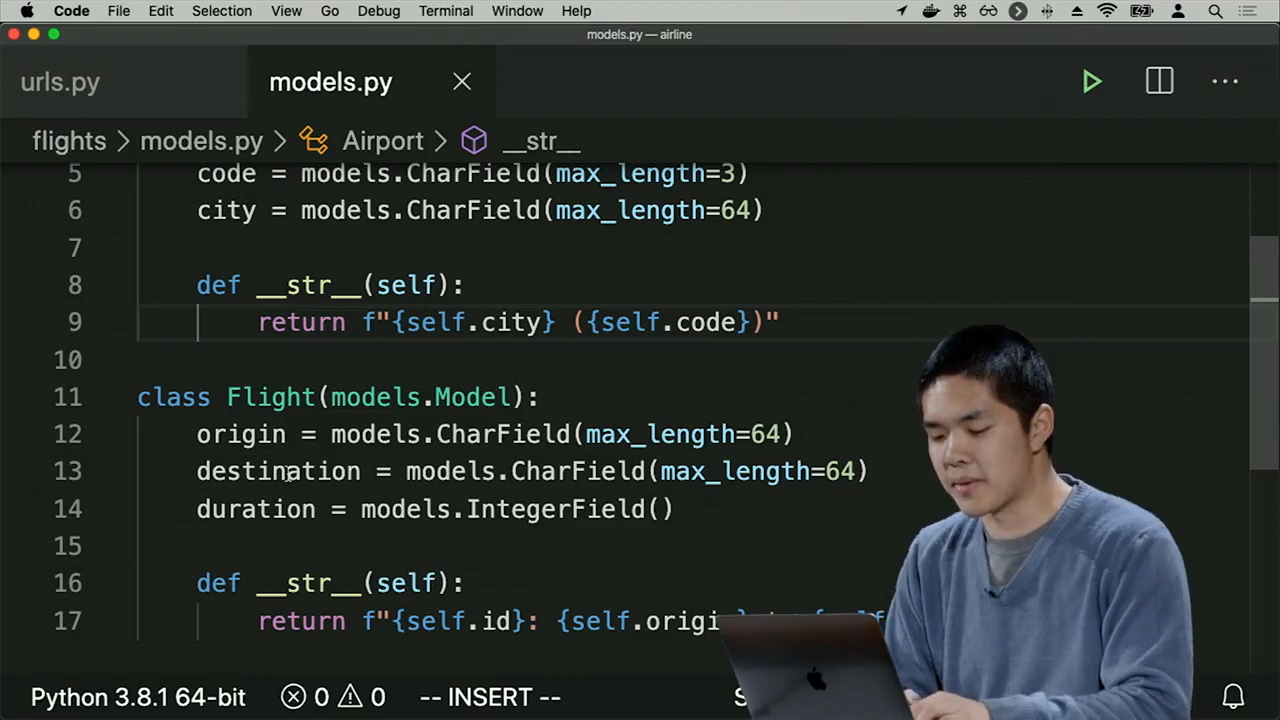 Code File Edit Selection View Go Debug Terminal Window Help
models.py — airline
urls.py models.py
flights > models.py > Airport > __str__
5 code = models.CharField(max_length=3)
6 city = models.CharField(max_length=64)
7
8 def __str__(self):
9 return f"{self.city} ({self.code})"
10
11 class Flight(models.Model):
12 origin = models.CharField(max_length=64)
13 destination = models.CharField(max_length=64)
14 duration = models.IntegerField()
15
16 def __str__(self):
17 return f"{self.id}: {self.origi
Python 3.8.1 64-bit 0 0 -- INSERT --